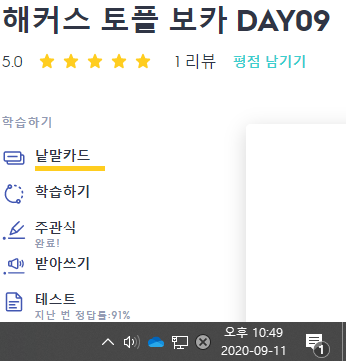 해커스 토플 보카 DAY09
5.0 1 리뷰 평점 남기기
학습하기
낱말카드
학습하기
주관식
완료!
받아쓰기
테스트
지난 번 정답률:91%
오후 10:49
2020-09-11
1